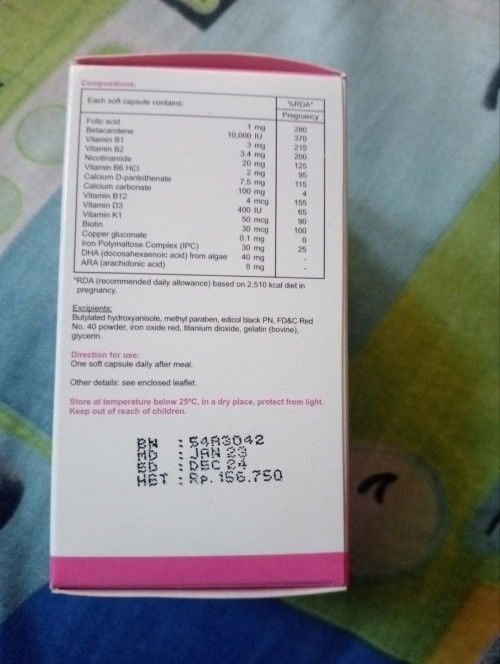 Compositions:
Each soft capsule contains: %RDA*
Pregnancy
Folic acid 1 mg
Betacarotene 10,000 IU 370
Vitamin B1 3 mg 215
Vitamin B2 3.4 mg 200
Nicotinamide 20 mg 125
Vitamin B6 HCl 2 mg 95
Calcium D-pantothenate 7.5 mg 115
Calcium carbonate 100 mg 4
Vitamin B12 4 mcg 155
Vitamin D3 400 IU 65
Vitamin K1 50 mcg 90
Biotin 30 mcg 100
Copper gluconate 0.1 mg 0
Iron Polymaltose Complex (IPC) 30 mg 25
DHA (docosahexaenoic acid) from algae 40 mg -
ARA (arachidonic acid) 8 mg -
*RDA (recommended daily allowance) based on 2,510 kcal diet in
pregnancy.
Excipients:
Butylated hydroxyanisole, methyl paraben, edicol black PN, FD&C Red
No. 40 powder, iron oxide red, titanium dioxide, gelatin (bovine),
glycerin.
Direction for use:
One soft capsule daily after meal.
Other details: see enclosed leaflet.
Store at temperature below 25°C, in a dry place, protect from light.
Keep out of reach of children.
BN : 54A3042
MD : JAN 23
ED : DEC 24
HET : Rp. 166.750